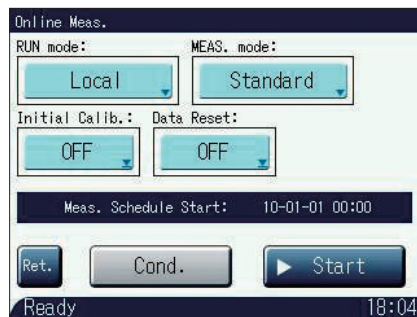 Online Meas.
RUN mode: MEAS. mode:
Local Standard
Initial Calib.: Data Reset:
OFF OFF
Meas. Schedule Start: 10-01-01 00:00
Ret. Cond. ▶ Start
Ready 18:04